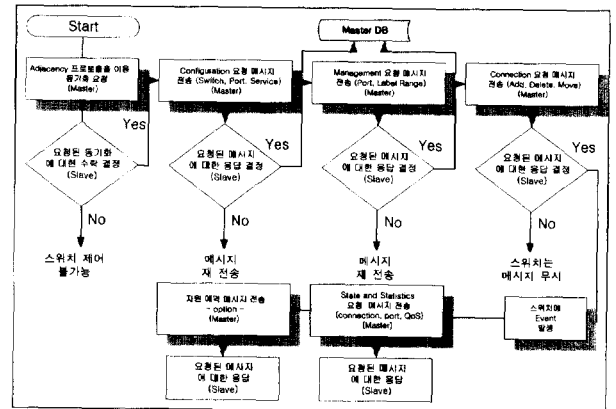 Start
Master DB
Adjacency 프로토콜을 이용
동기화 요청
(Master)
Configuration 요청 메시지
전송 (Switch, Port, Service)
(Master)
Management 요청 메시지
전송 (Port, Label Range)
(Master)
Connection 요청 메시지
전송 (Add, Delete, Move)
(Master)
Yes
Yes
Yes
Yes
요청된 동기화
에 대한 수락 결정
(Slave)
요청된 메시지
에 대한 응답 결정
(Slave)
요청된 메시지
에 대한 응답 결정
(Slave)
요청된 메시지
에 대한 응답 결정
(Slave)
No
No
No
No
스위치 제어
불가능
메시지
재 전송
메시지
재 전송
스위치는
메시지 무시
자원 예약 메시지 전송
- option -
(Master)
State and Statistics
요청 메시지 전송
(connection, port, QoS)
(Master)
스위치에
Event
발생
요청된 메시지
에 대한 응답
(Slave)
요청된 메시지
에 대한 응답
(Slave)